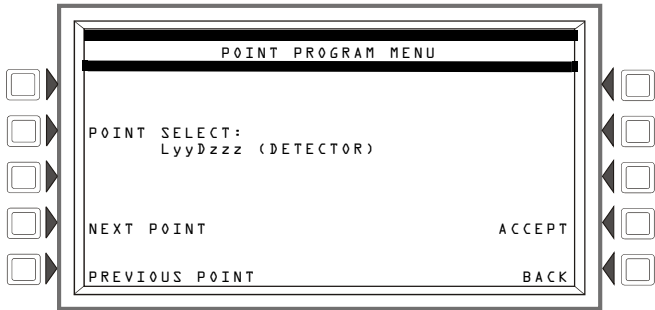 POINT PROGRAM MENU
POINT SELECT:
LyyDzzz (DETECTOR)
NEXT POINT
ACCEPT
PREVIOUS POINT
BACK